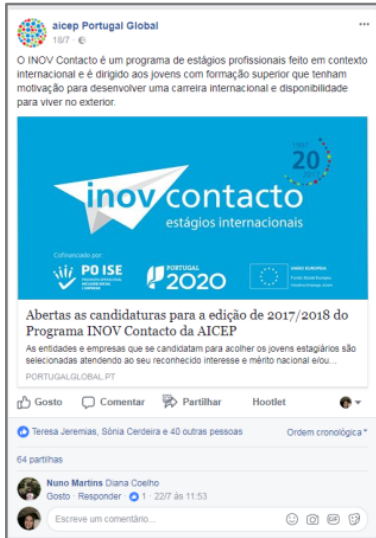 aicep Portugal Global
18/7 ·
O INOV Contacto é um programa de estágios profissionais feito em contexto
internacional e é dirigido aos jovens com formação superior que tenham
motivação para desenvolver uma carreira internacional e disponibilidade
para viver no exterior.
1997
20
2017
inov contacto
estágios internacionais
Cofinanciado por:
PO ISE
PORTUGAL
2020
UNIÃO EUROPEIA
Fundo Social Europeu
Abertas as candidaturas para a edição de 2017/2018 do
Programa INOV Contacto da AICEP
As entidades e empresas que se candidatam para acolher os jovens estagiários são
selecionadas atendendo ao seu reconhecido interesse e mérito nacional e/ou...
PORTUGALGLOBAL.PT
Gosto Comentar Partilhar Hootlet
Teresa Jeremias, Sónia Cerdeira e 40 outras pessoas Ordem cronológica
64 partilhas
Nuno Martins Diana Coelho
Gosto · Responder · 1 · 22/7 às 11:53
Escreve um comentário...
GIF